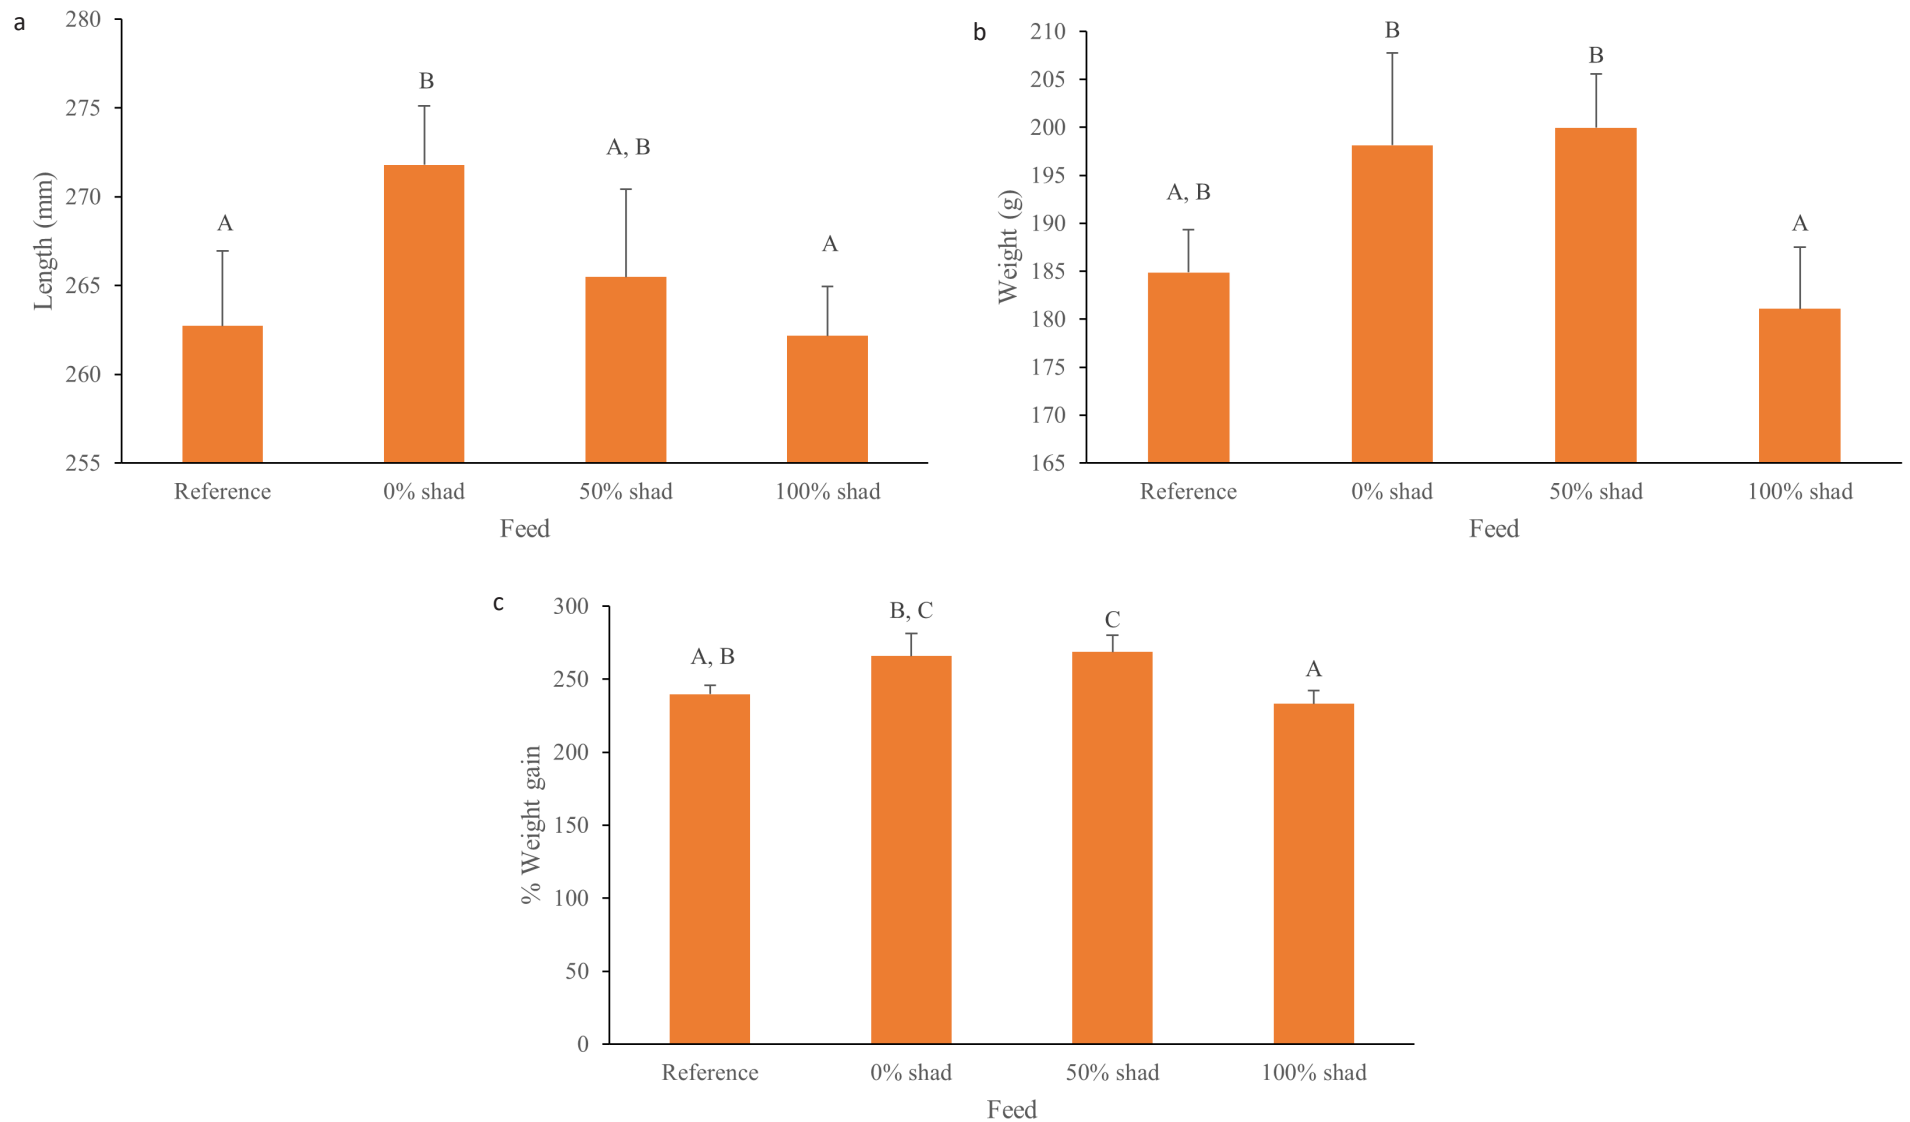 a
280
275
270
265
260
255
Length (mm)
B
A, B
A
A
Reference
0% shad
50% shad
100% shad
Feed
b
210
205
200
195
190
185
180
175
170
165
Weight (g)
B
B
A, B
A
Reference
0% shad
50% shad
100% shad
Feed
c
300
250
200
150
100
50
0
% Weight gain
B, C
C
A, B
A
Reference
0% shad
50% shad
100% shad
Feed